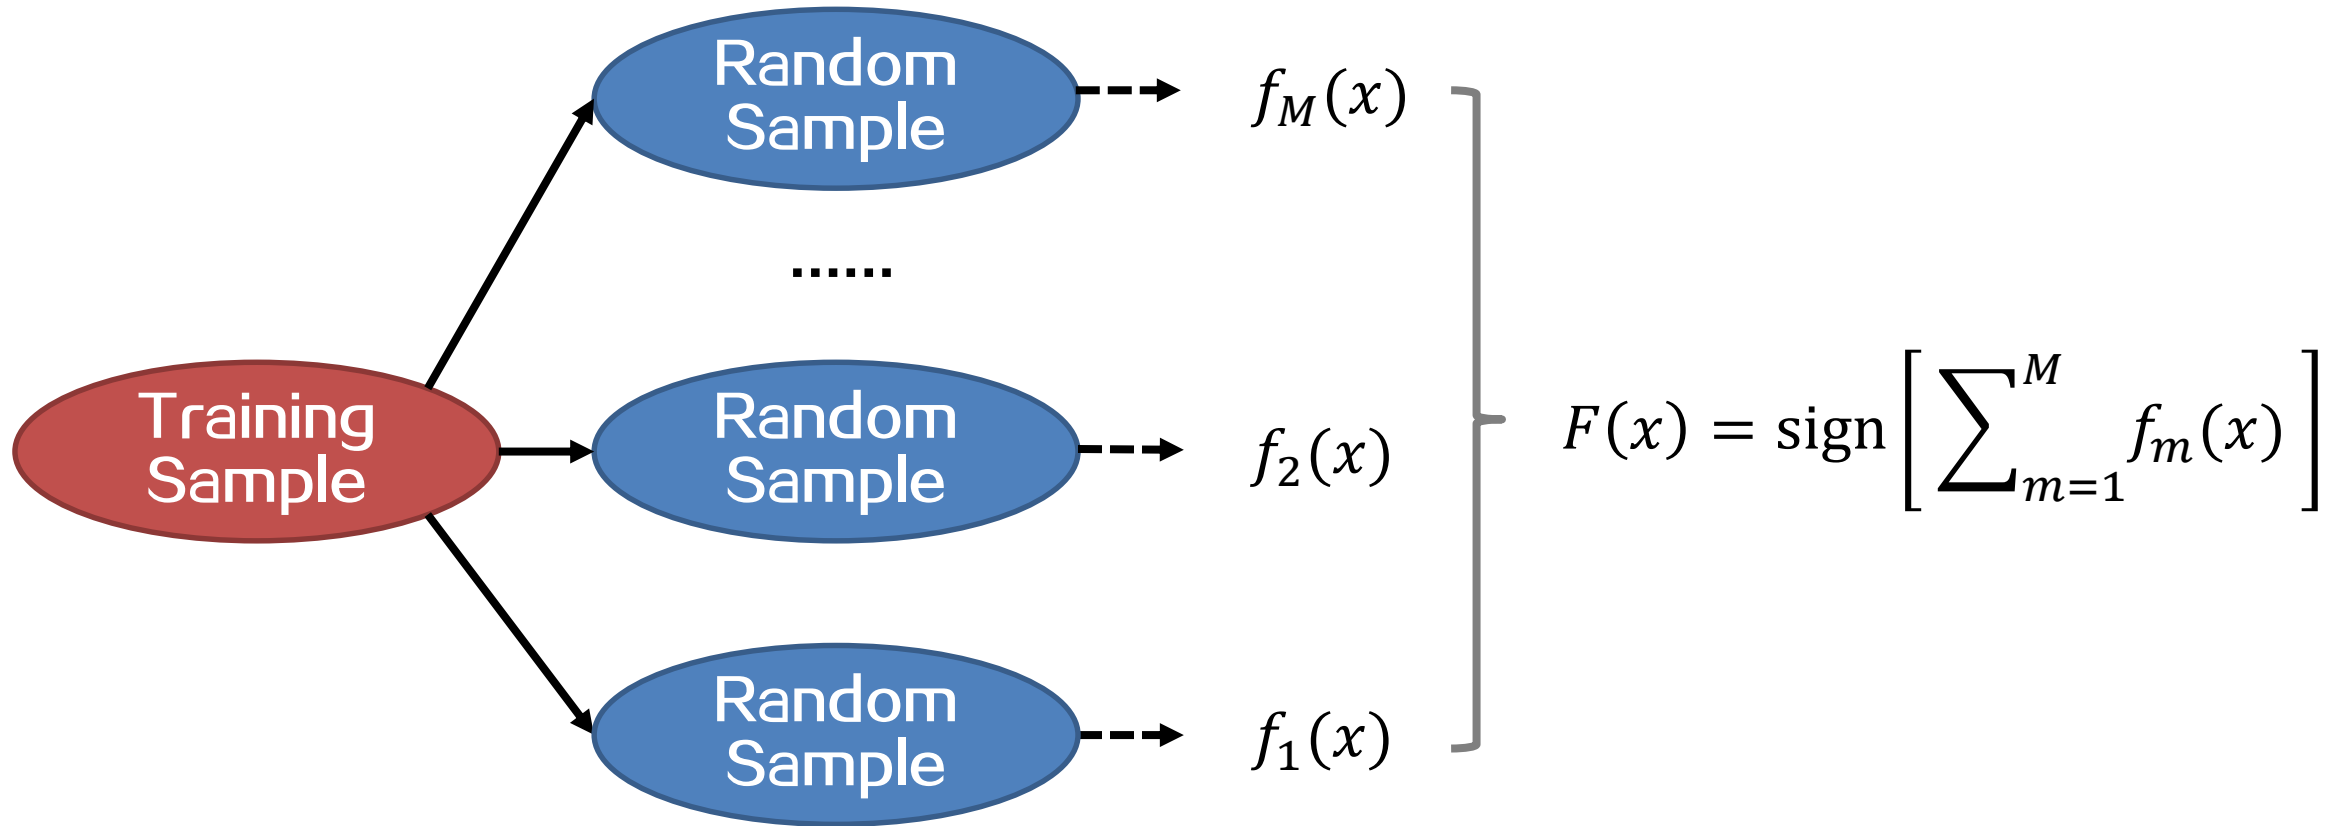 Random
Sample
f_M(x)
......
Training
Sample
Random
Sample
f_2(x)
F(x) = sign [ ∑_{m=1}^{M} f_m(x) ]
Random
Sample
f_1(x)